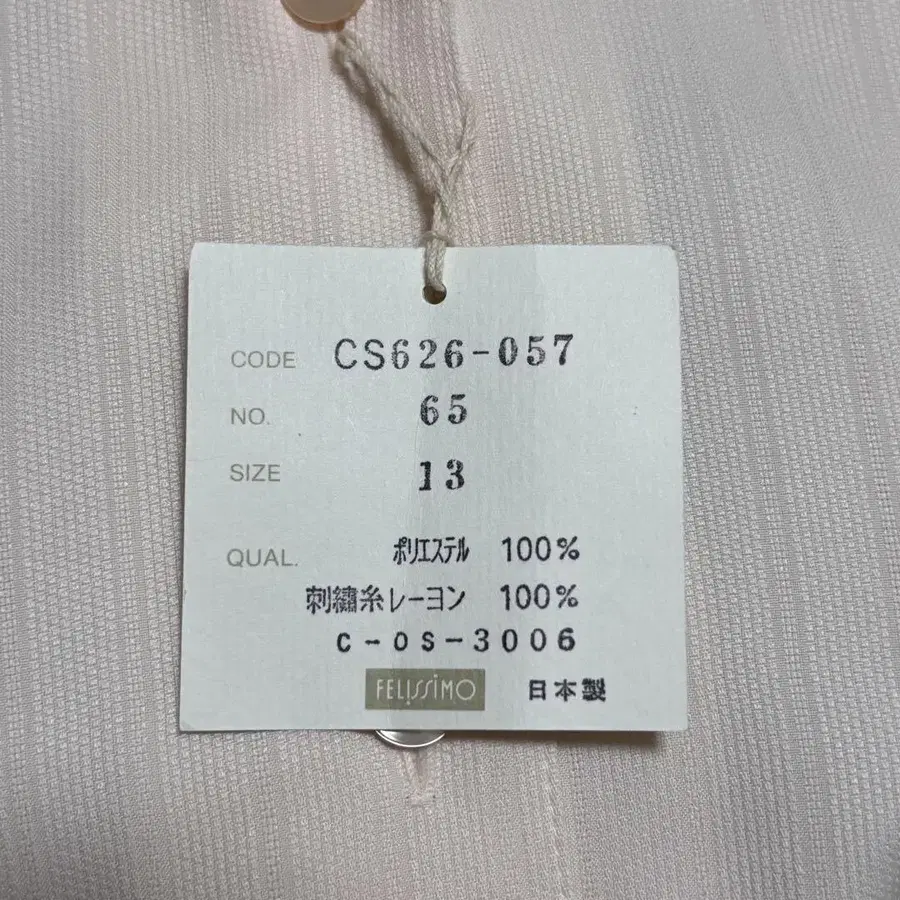 CODE CS626-057
NO. 65
SIZE 13
QUAL. ポリエステル 100%
刺繍糸レーヨン 100%
C-OS-3006
FELISSIMO 日本製